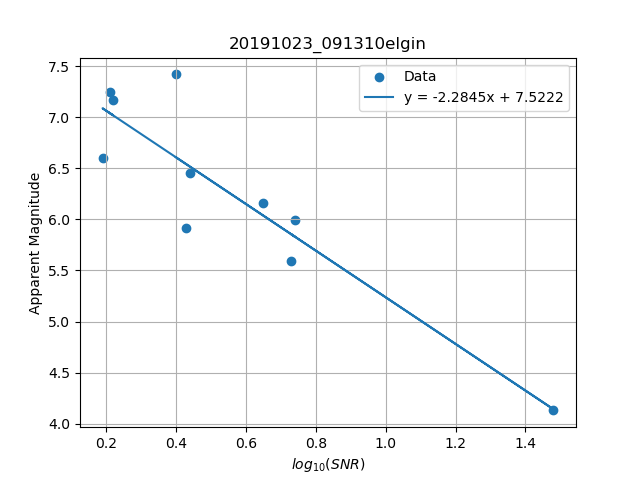 20191023_091310elgin
Data
y = -2.2845x + 7.5222
7.5
7.0
6.5
6.0
5.5
5.0
4.5
4.0
Apparent Magnitude
0.2 0.4 0.6 0.8 1.0 1.2 1.4
log10(SNR)